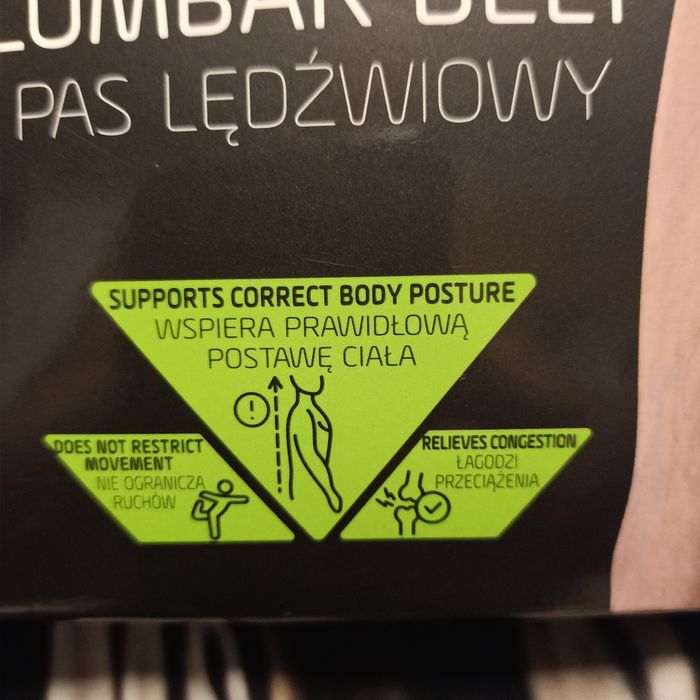 LUMBAR BELT
PAS LĘDŹWIOWY
SUPPORTS CORRECT BODY POSTURE
WSPIERA PRAWIDŁOWĄ
POSTAWĘ CIAŁA
DOES NOT RESTRICT
MOVEMENT
NIE OGRANICZA
RUCHÓW
RELIEVES CONGESTION
ŁAGODZI
PRZECIĄŻENIA